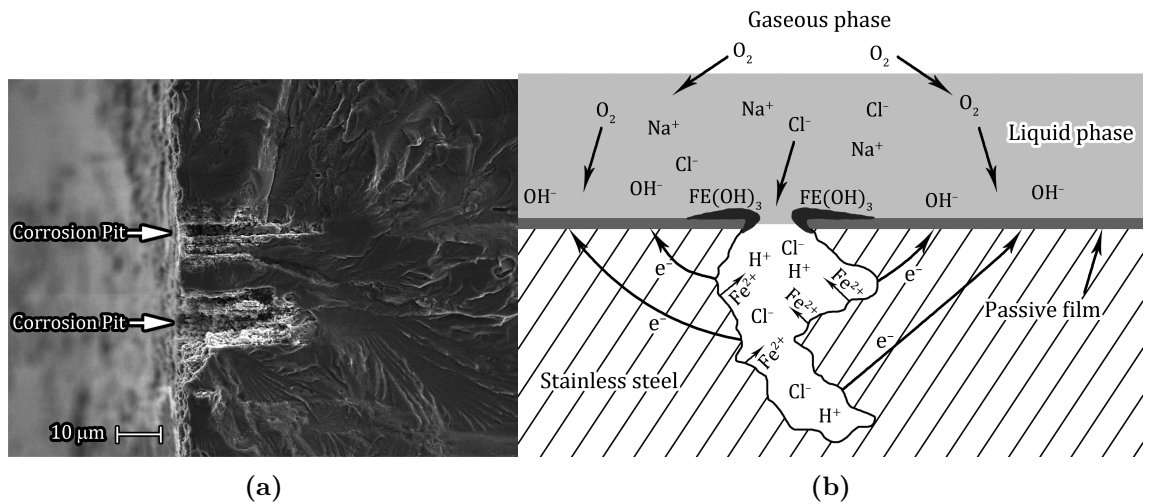 Corrosion Pit
Corrosion Pit
10 μm
(a)
Gaseous phase
O₂
O₂
O₂
O₂
Na⁺
Cl⁻
Na⁺
Cl⁻
Liquid phase
Na⁺
Cl⁻
OH⁻
OH⁻
FE(OH)₃
FE(OH)₃
OH⁻
OH⁻
Cl⁻
H⁺
H⁺
e⁻
Fe²⁺
Fe²⁺
e⁻
Fe²⁺
Passive film
Cl⁻
e⁻
Fe²⁺
e⁻
Stainless steel
Cl⁻
H⁺
(b)